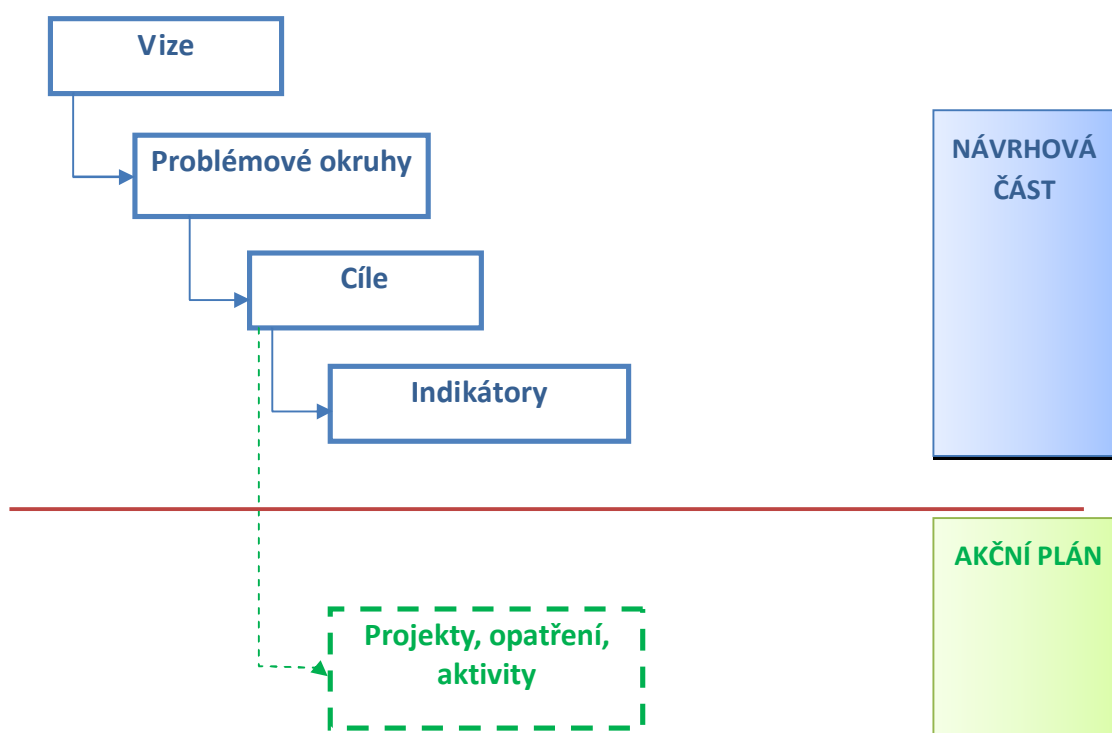 Vize
Problémové okruhy
NÁVRHOVÁ
ČÁST
Cíle
Indikátory
AKČNÍ PLÁN
Projekty, opatření,
aktivity